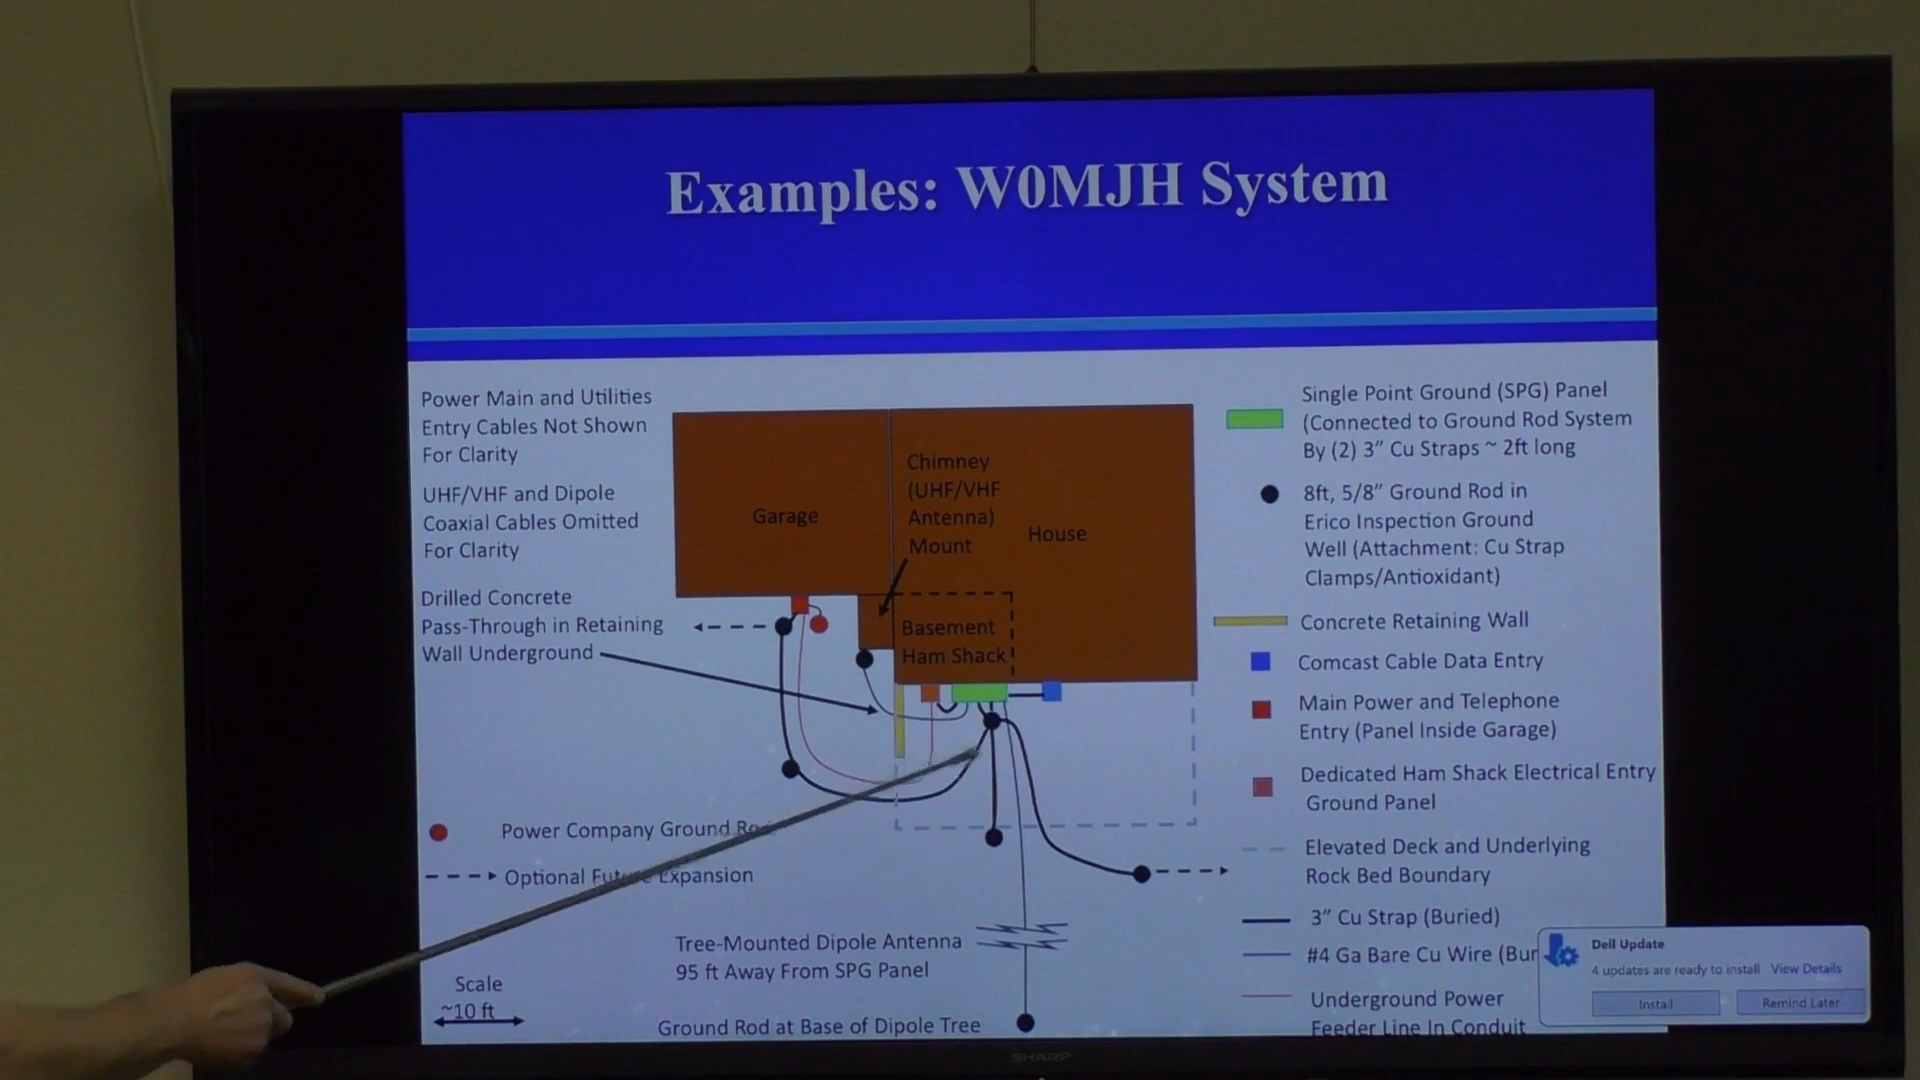 Examples: W0MJH System
Power Main and Utilities
Entry Cables Not Shown
For Clarity
UHF/VHF and Dipole
Coaxial Cables Omitted
For Clarity
Drilled Concrete
Pass-Through in Retaining
Wall Underground
Garage
Chimney
(UHF/VHF
Antenna)
Mount
House
Basement
Ham Shack
Power Company Ground
Optional Expansion
Scale
~10 ft
Tree-Mounted Dipole Antenna
95 ft Away From SPG Panel
Ground Rod at Base of Dipole Tree
Single Point Ground (SPG) Panel
(Connected to Ground Rod System
By (2) 3” Cu Straps ~ 2ft long
8ft, 5/8” Ground Rod in
Erico Inspection Ground
Well (Attachment: Cu Strap
Clamps/Antioxidant)
Concrete Retaining Wall
Comcast Cable Data Entry
Main Power and Telephone
Entry (Panel Inside Garage)
Dedicated Ham Shack Electrical Entry
Ground Panel
Elevated Deck and Underlying
Rock Bed Boundary
3” Cu Strap (Buried)
#4 Ga Bare Cu Wire (Bur
Underground Power
Feeder Line In Conduit
Dell Update
4 updates are ready to install View Details
Install Remind Later
SHARP